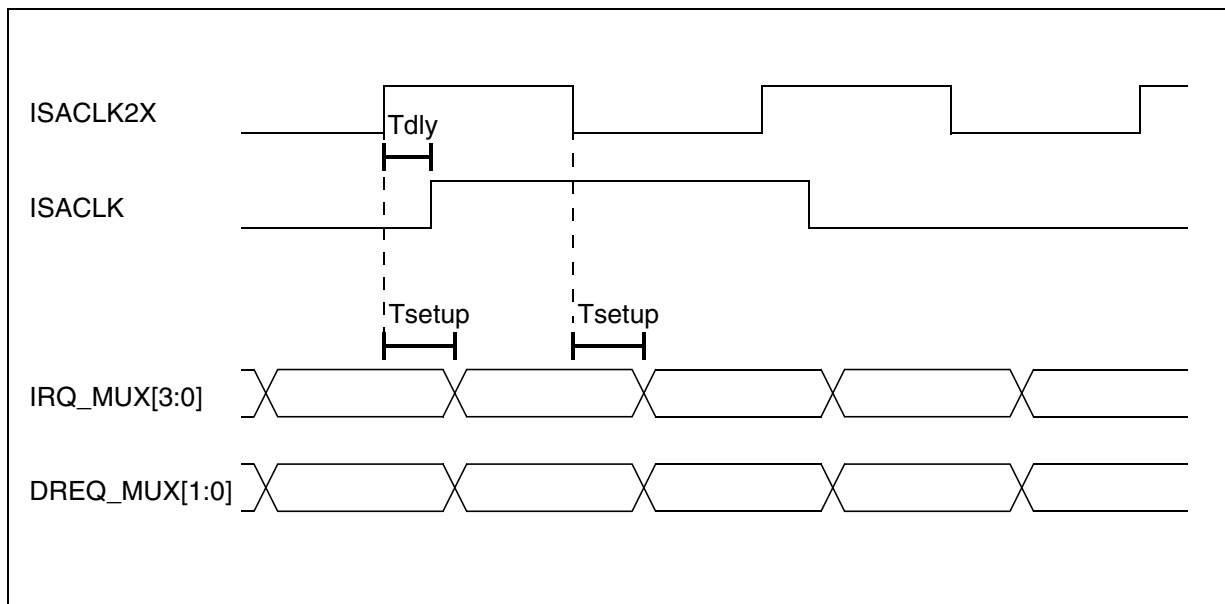 ISACLK2X
Tdly
ISACLK
Tsetup Tsetup
IRQ_MUX[3:0]
DREQ_MUX[1:0]